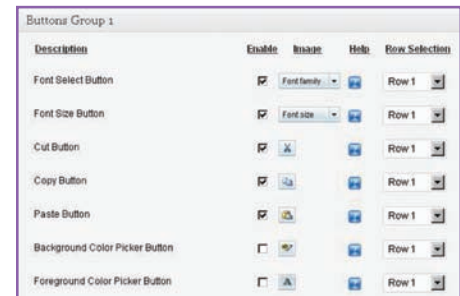 Buttons Group 1
Description Enable Image Help Row Selection
Font Select Button Font family Row 1
Font Size Button Font size Row 1
Cut Button Row 1
Copy Button Row 1
Paste Button Row 1
Background Color Picker Button Row 1
Foreground Color Picker Button A Row 1